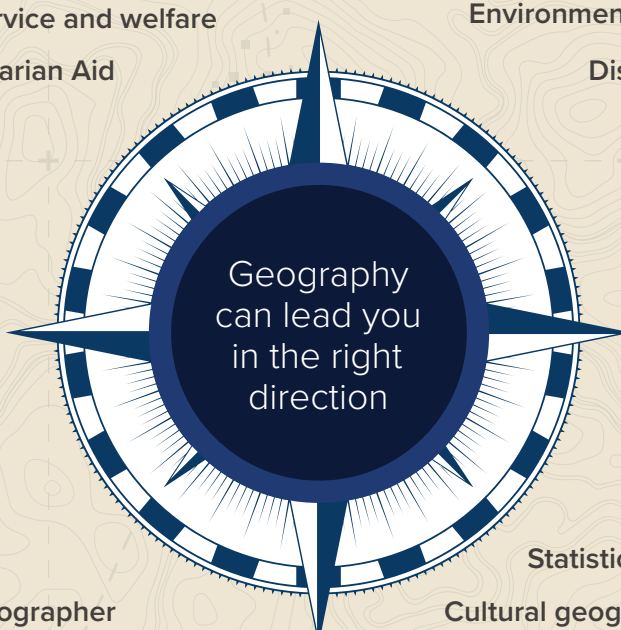 rvice and welfare
Environmen
arian Aid
Dis
Geography
can lead you
in the right
direction
Statistic
ographer
Cultural geog